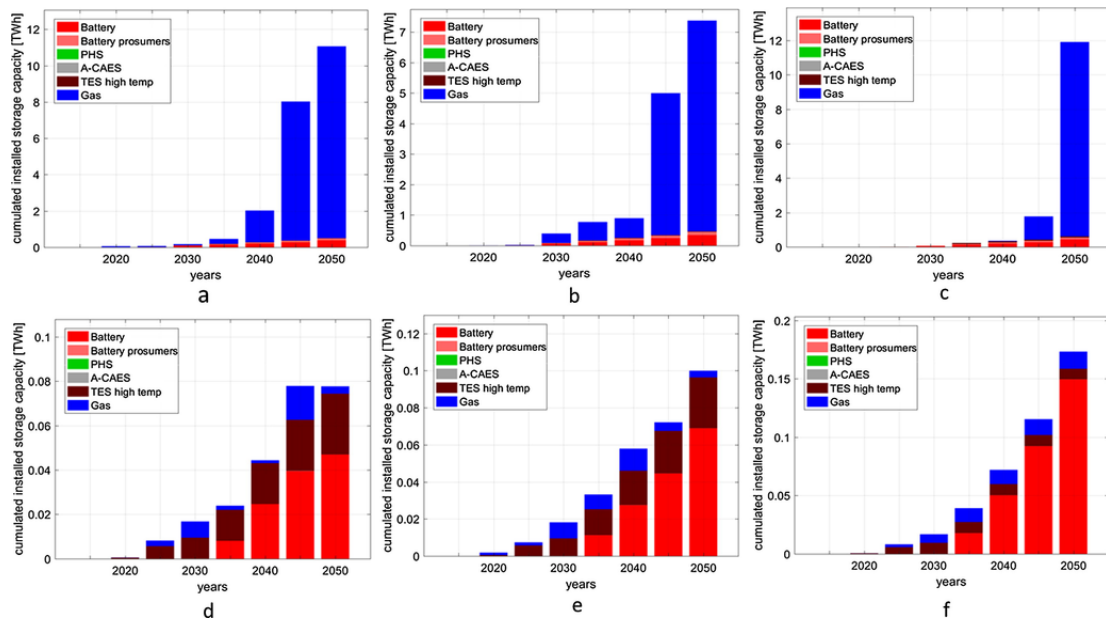 cumulated installed storage capacity [TWh]
12
10
8
6
4
2
0
Battery
Battery prosumers
PHS
A-CAES
TES high temp
Gas
2020 2030 2040 2050
years
a
cumulated installed storage capacity [TWh]
7
6
5
4
3
2
1
0
Battery
Battery prosumers
PHS
A-CAES
TES high temp
Gas
2020 2030 2040 2050
years
b
cumulated installed storage capacity [TWh]
12
10
8
6
4
2
0
Battery
Battery prosumers
PHS
A-CAES
TES high temp
Gas
2020 2030 2040 2050
years
c
cumulated installed storage capacity [TWh]
0.1
0.08
0.06
0.04
0.02
0
Battery
Battery prosumers
PHS
A-CAES
TES high temp
Gas
2020 2030 2040 2050
years
d
cumulated installed storage capacity [TWh]
0.12
0.1
0.08
0.06
0.04
0.02
0
Battery
Battery prosumers
PHS
A-CAES
TES high temp
Gas
2020 2030 2040 2050
years
e
cumulated installed storage capacity [TWh]
0.2
0.15
0.1
0.05
0
Battery
Battery prosumers
PHS
A-CAES
TES high temp
Gas
2020 2030 2040 2050
years
f